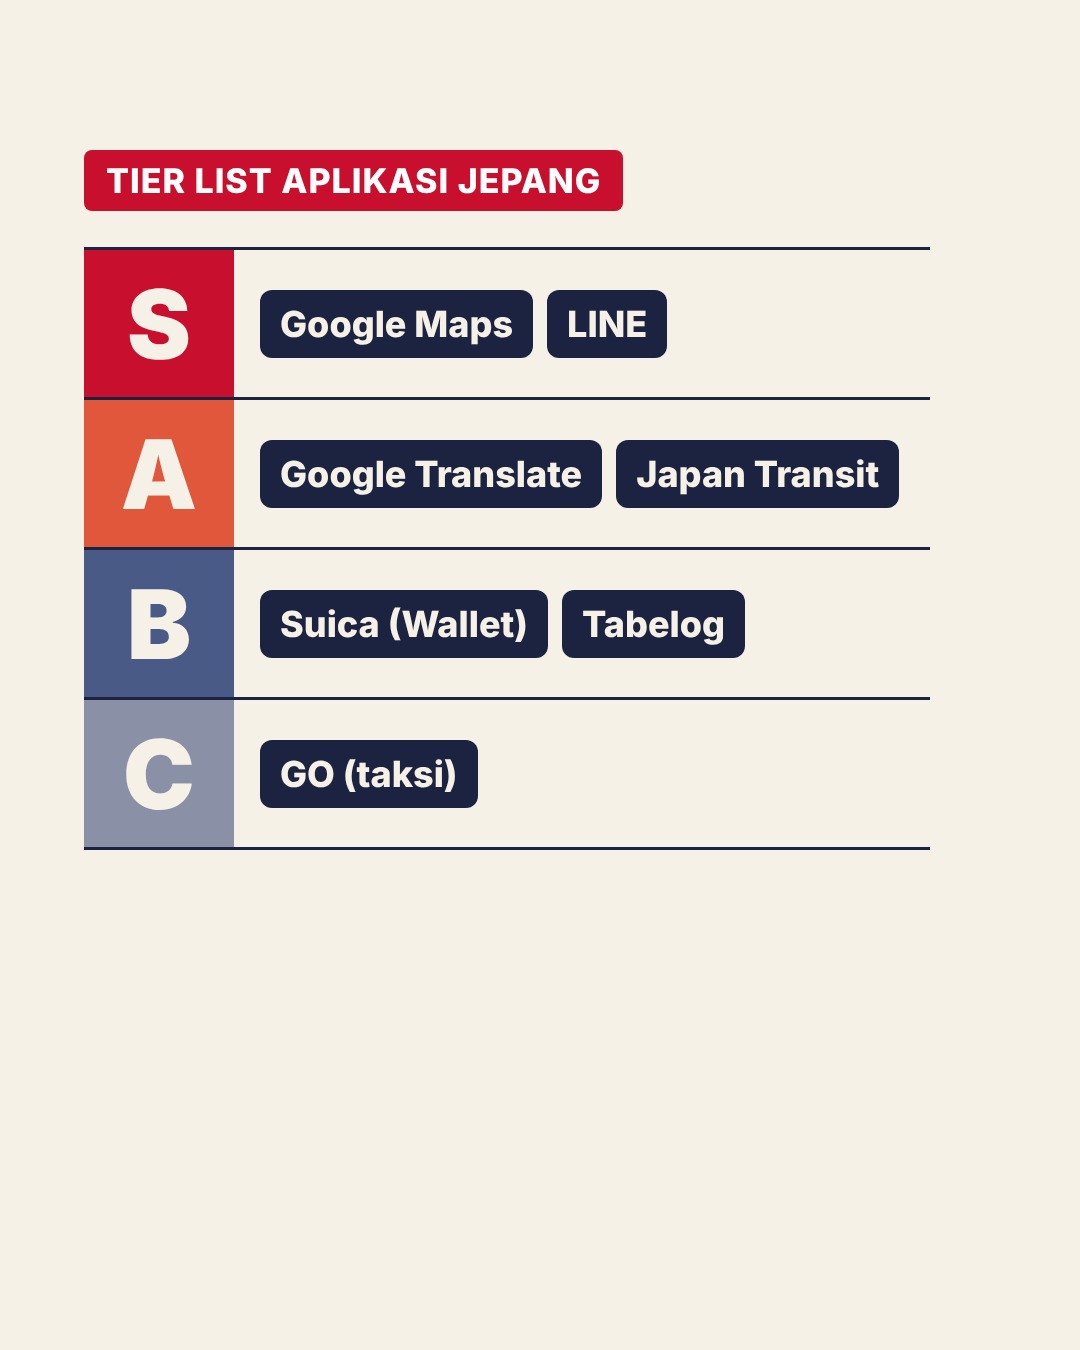 TIER LIST APLIKASI JEPANG
S
Google Maps LINE
A
Google Translate Japan Transit
B
Suica (Wallet) Tabelog
C
GO (taksi)